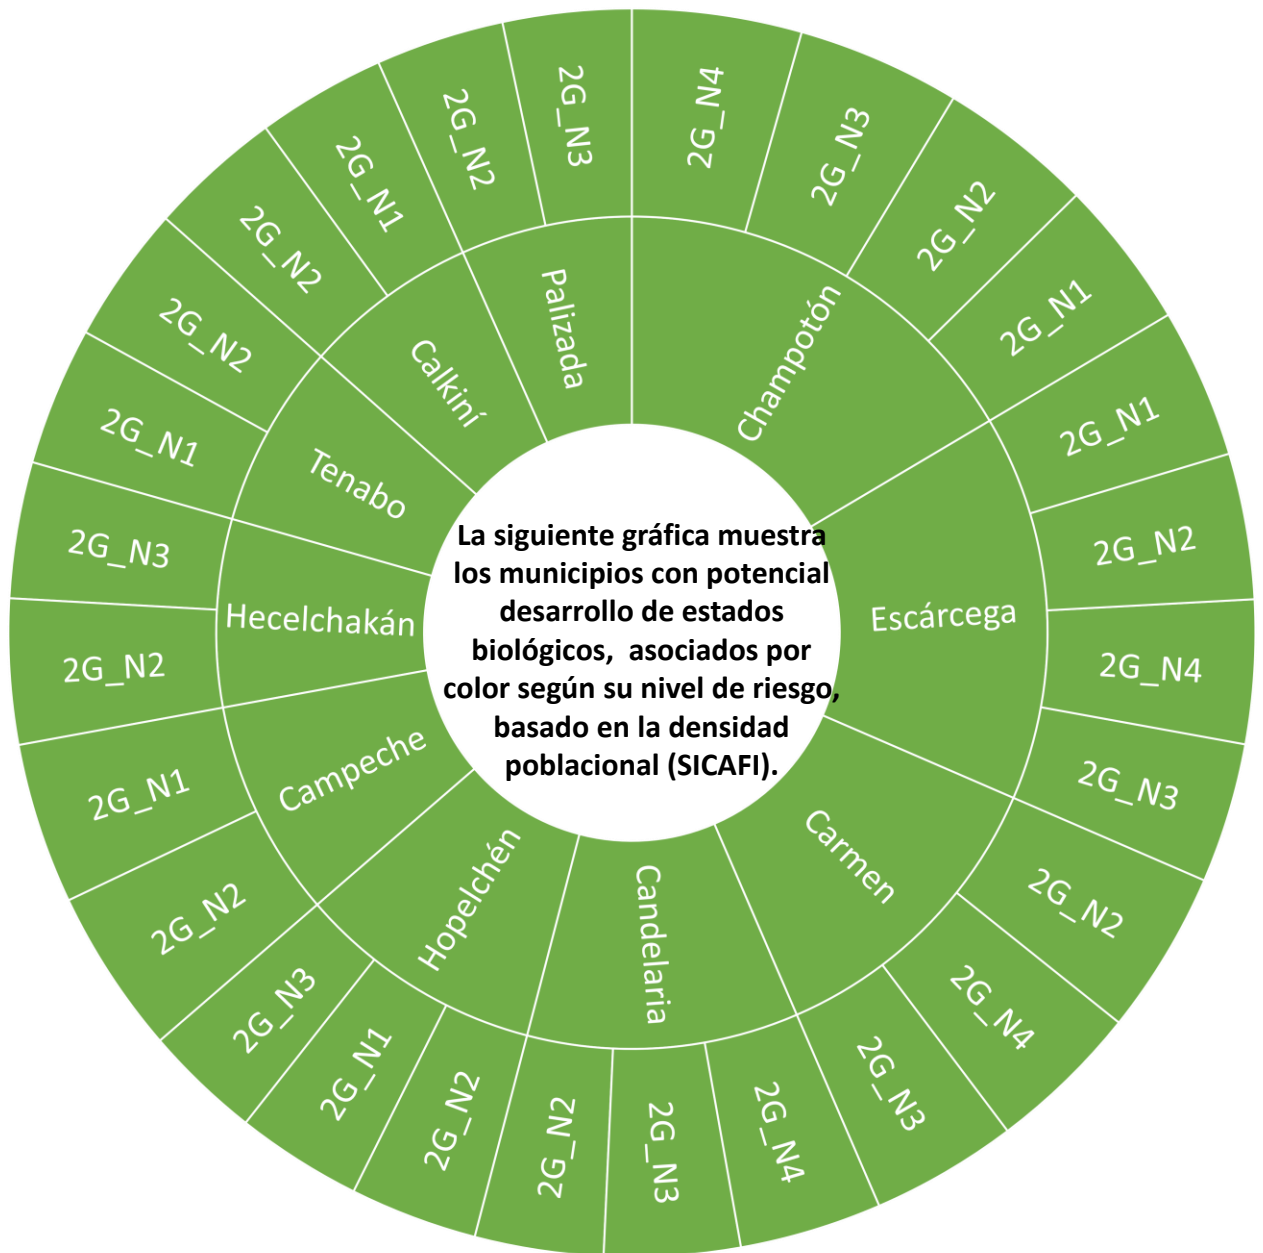 2G_N4
2G_N3
2G_N2
2G_N1
Champotón
2G_N1
2G_N2
2G_N4
2G_N3
Escárcega
2G_N2
2G_N4
2G_N3
Carmen
2G_N4
2G_N3
2G_N2
Candelaria
2G_N2
2G_N1
2G_N3
Hopelchén
2G_N2
2G_N1
Campeche
2G_N2
2G_N3
Hecelchakán
2G_N1
2G_N2
Tenabo
2G_N2
2G_N1
Calkiní
2G_N2
2G_N3
Palizada
La siguiente gráfica muestra
los municipios con potencial
desarrollo de estados
biológicos, asociados por
color según su nivel de riesgo,
basado en la densidad
poblacional (SICAFI).